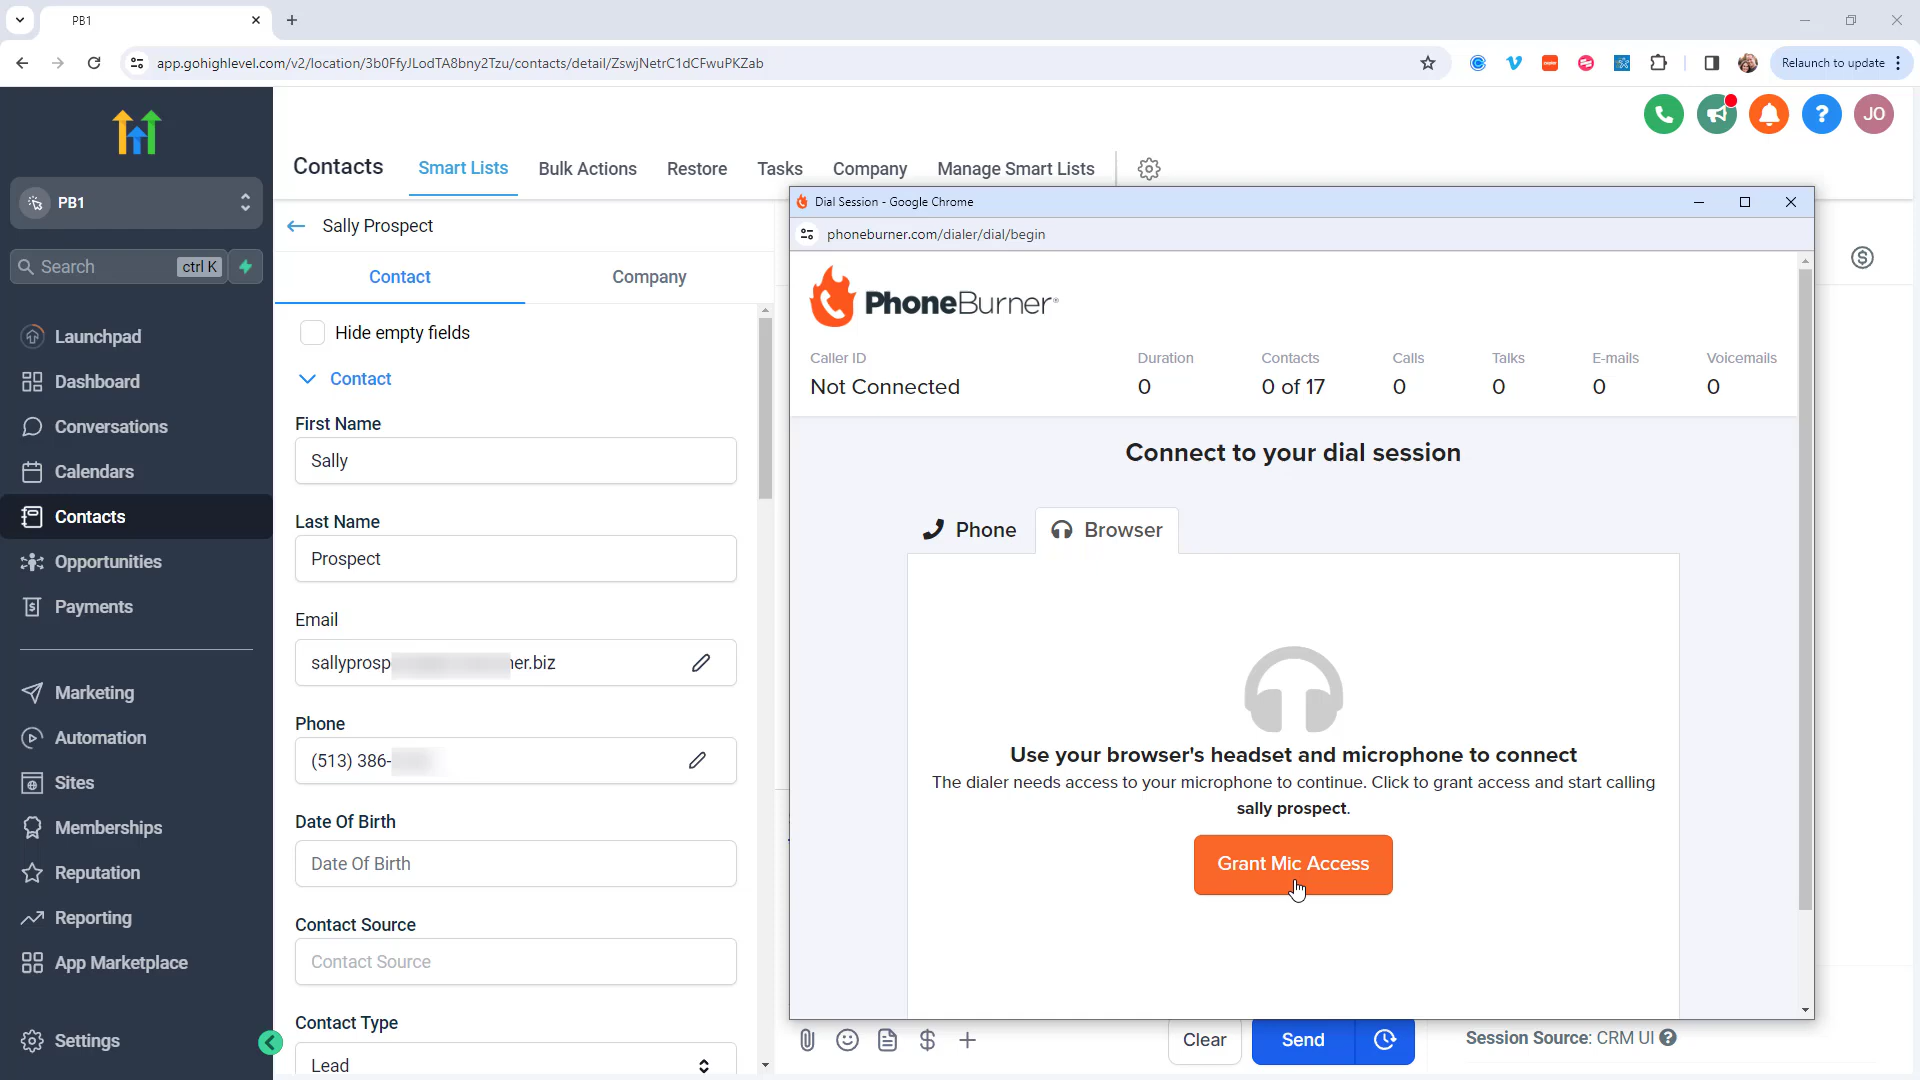 PB1
app.gohighlevel.com/v2/location/3b0FfyJLodTA8bny2Tzu/contacts/detail/ZswjNetrC1dCFwuPKZab
Relaunch to update
JO
PB1
Search
ctrl K
Launchpad
Dashboard
Conversations
Calendars
Contacts
Opportunities
Payments
Marketing
Automation
Sites
Memberships
Reputation
Reporting
App Marketplace
Settings
Contacts
Smart Lists
Bulk Actions
Restore
Tasks
Company
Manage Smart Lists
Sally Prospect
Contact
Company
Hide empty fields
Contact
First Name
Sally
Last Name
Prospect
Email
sallyprosp
ner.biz
Phone
(513) 386-
Date Of Birth
Date Of Birth
Contact Source
Contact Source
Contact Type
Lead
Dial Session - Google Chrome
phoneburner.com/dialer/dial/begin
PhoneBurner®
Caller ID
Not Connected
Duration
0
Contacts
0 of 17
Calls
0
Talks
0
E-mails
0
Voicemails
0
Connect to your dial session
Phone
Browser
Use your browser's headset and microphone to connect
The dialer needs access to your microphone to continue. Click to grant access and start calling
sally prospect.
Grant Mic Access
Clear
Send
Session Source: CRM UI